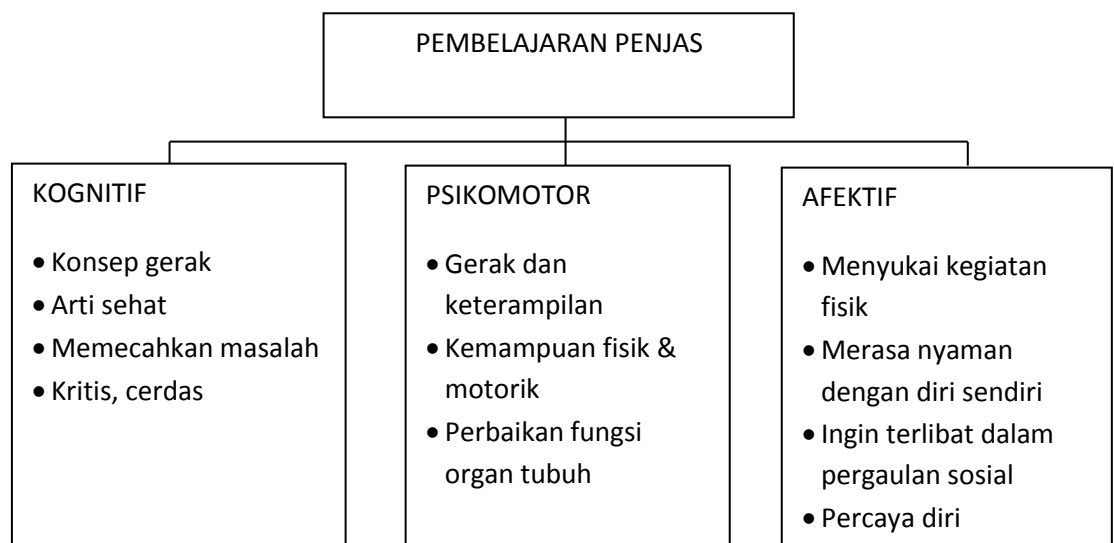 PEMBELAJARAN PENJAS
KOGNITIF
• Konsep gerak
• Arti sehat
• Memecahkan masalah
• Kritis, cerdas
PSIKOMOTOR
• Gerak dan
keterampilan
• Kemampuan fisik &
motorik
• Perbaikan fungsi
organ tubuh
AFEKTIF
• Menyukai kegiatan
fisik
• Merasa nyaman
dengan diri sendiri
• Ingin terlibat dalam
pergaulan sosial
• Percaya diri